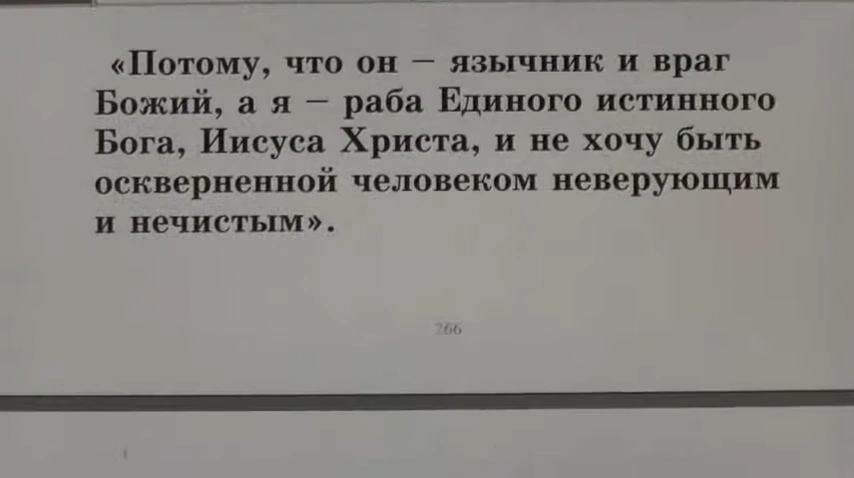 «Потому, что он – язычник и враг
Божий, а я – раба Единого истинного
Бога, Иисуса Христа, и не хочу быть
оскверненной человеком неверующим
и нечистым».
266